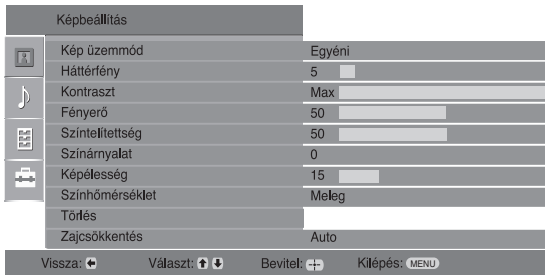 Képbeállítás
Kép üzemmód Egyéni
Háttérfény 5
Kontraszt Max
Fényerő 50
Színtelítettség 50
Színárnyalat 0
Képélesség 15
Színhőmérséklet Meleg
Törlés
Zajcsökkentés Auto
Vissza: Választ: Bevitel: Kilépés: MENU